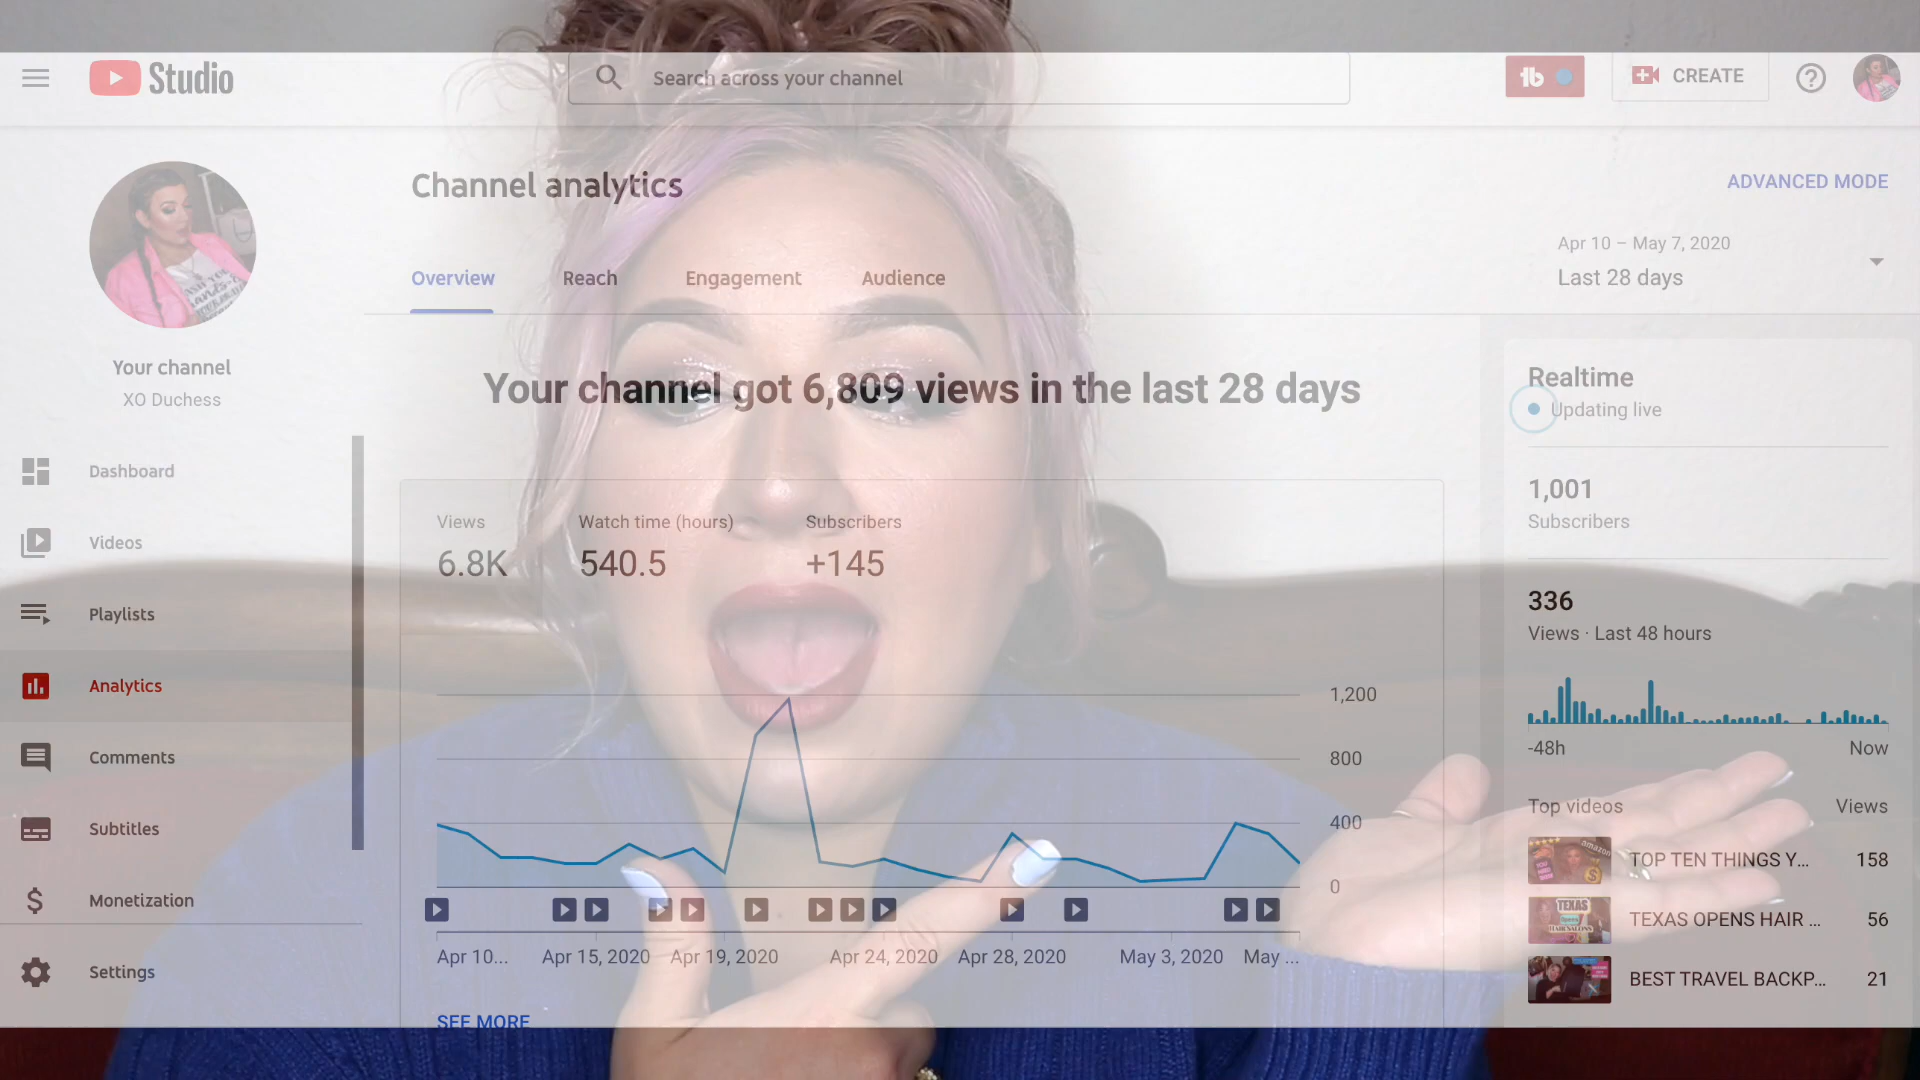 Studio
Search across your channel
CREATE
Channel analytics
ADVANCED MODE
Apr 10 – May 7, 2020
Last 28 days
Overview
Reach
Engagement
Audience
Your channel
XO Duchess
Your channel got 6,809 views in the last 28 days
Dashboard
Videos
Playlists
Analytics
Comments
Subtitles
Monetization
Settings
Views
Watch time (hours)
Subscribers
6.8K
540.5
+145
1,200
800
400
0
Apr 10...
Apr 15, 2020
Apr 19, 2020
Apr 24, 2020
Apr 28, 2020
May 3, 2020
May ...
SEE MORE
Realtime
Updating live
1,001
Subscribers
336
Views · Last 48 hours
-48h
Now
Top videos
Views
amazon
TOP TEN THINGS Y...
158
TEXAS
TEXAS OPENS HAIR ...
56
BEST TRAVEL BACKP...
21